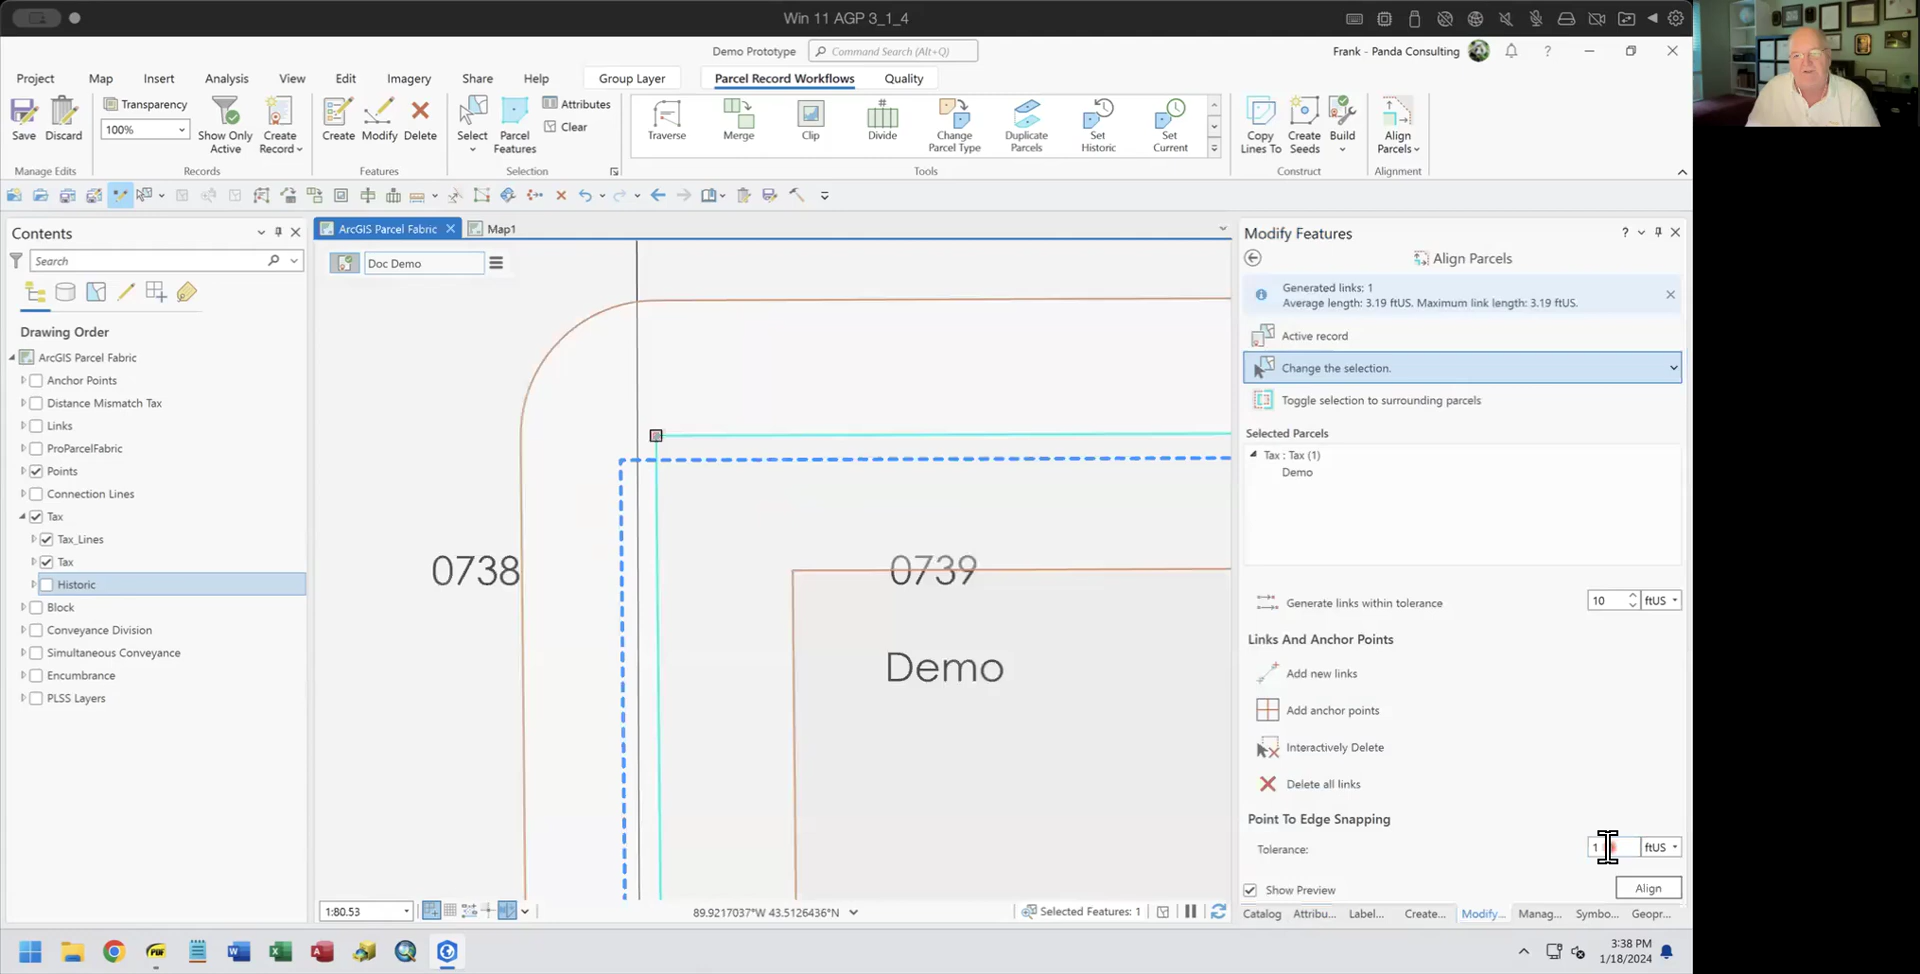 Win 11 AGP 3_1_4
Demo Prototype
Command Search (Alt+Q)
Frank - Panda Consulting
?
Project
Map
Insert
Analysis
View
Edit
Imagery
Share
Help
Group Layer
Parcel Record Workflows
Quality
Save
Discard
Manage Edits
Transparency
100%
Show Only
Active
Create
Record
Records
Create
Modify
Delete
Features
Select
Parcel
Features
Attributes
Clear
Selection
Traverse
Merge
Clip
Divide
Change
Parcel Type
Duplicate
Parcels
Set
Historic
Set
Current
Tools
Copy
Lines To
Create
Seeds
Build
Construct
Align
Parcels
Alignment
Contents
Search
Drawing Order
ArcGIS Parcel Fabric
Anchor Points
Distance Mismatch Tax
Links
ProParcelFabric
Points
Connection Lines
Tax
Tax_Lines
Tax
Historic
Block
Conveyance Division
Simultaneous Conveyance
Encumbrance
PLSS Layers
ArcGIS Parcel Fabric
Map1
Doc Demo
0738
0739
Demo
1:80.53
89.9217037°W 43.5126436°N
Selected Features: 1
Modify Features
?
Align Parcels
Generated links: 1
Average length: 3.19 ftUS. Maximum link length: 3.19 ftUS.
Active record
Change the selection.
Toggle selection to surrounding parcels
Selected Parcels
Tax : Tax (1)
Demo
Generate links within tolerance
10
ftUS
Links And Anchor Points
Add new links
Add anchor points
Interactively Delete
Delete all links
Point To Edge Snapping
Tolerance:
1
ftUS
Show Preview
Align
Catalog
Attribu...
Label...
Create...
Modify...
Manag...
Symbo...
Geopr...
PDF
3:38 PM
1/18/2024